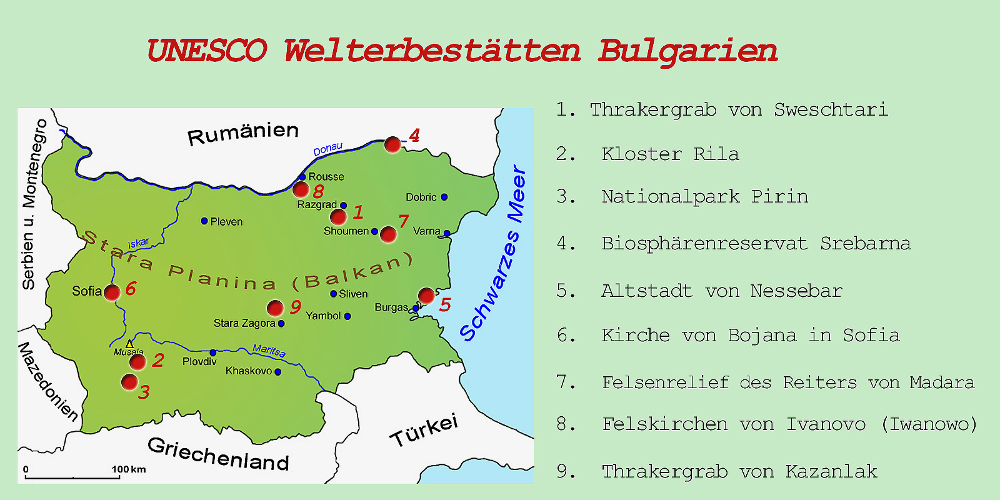 UNESCO Welterbestätten Bulgarien
Rumänien
Serbien u. Montenegro
Mazedonien
Griechenland
Türkei
Schwarzes Meer
Donau
4
Rousse
8
Razgrad
1
Dobric
Pleven
Shoumen
7
Varna
Iskar
Stara Planina (Balkan)
Sofia
6
Sliven
9
Burgas
5
Yambol
Stara Zagora
Musala
2
Plovdiv
Maritsa
Khaskovo
3
0 100 km
1. Thrakergrab von Sweschtari
2. Kloster Rila
3. Nationalpark Pirin
4. Biosphärenreservat Srebarna
5. Altstadt von Nessebar
6. Kirche von Bojana in Sofia
7. Felsenrelief des Reiters von Madara
8. Felskirchen von Ivanovo (Iwanowo)
9. Thrakergrab von Kazanlak